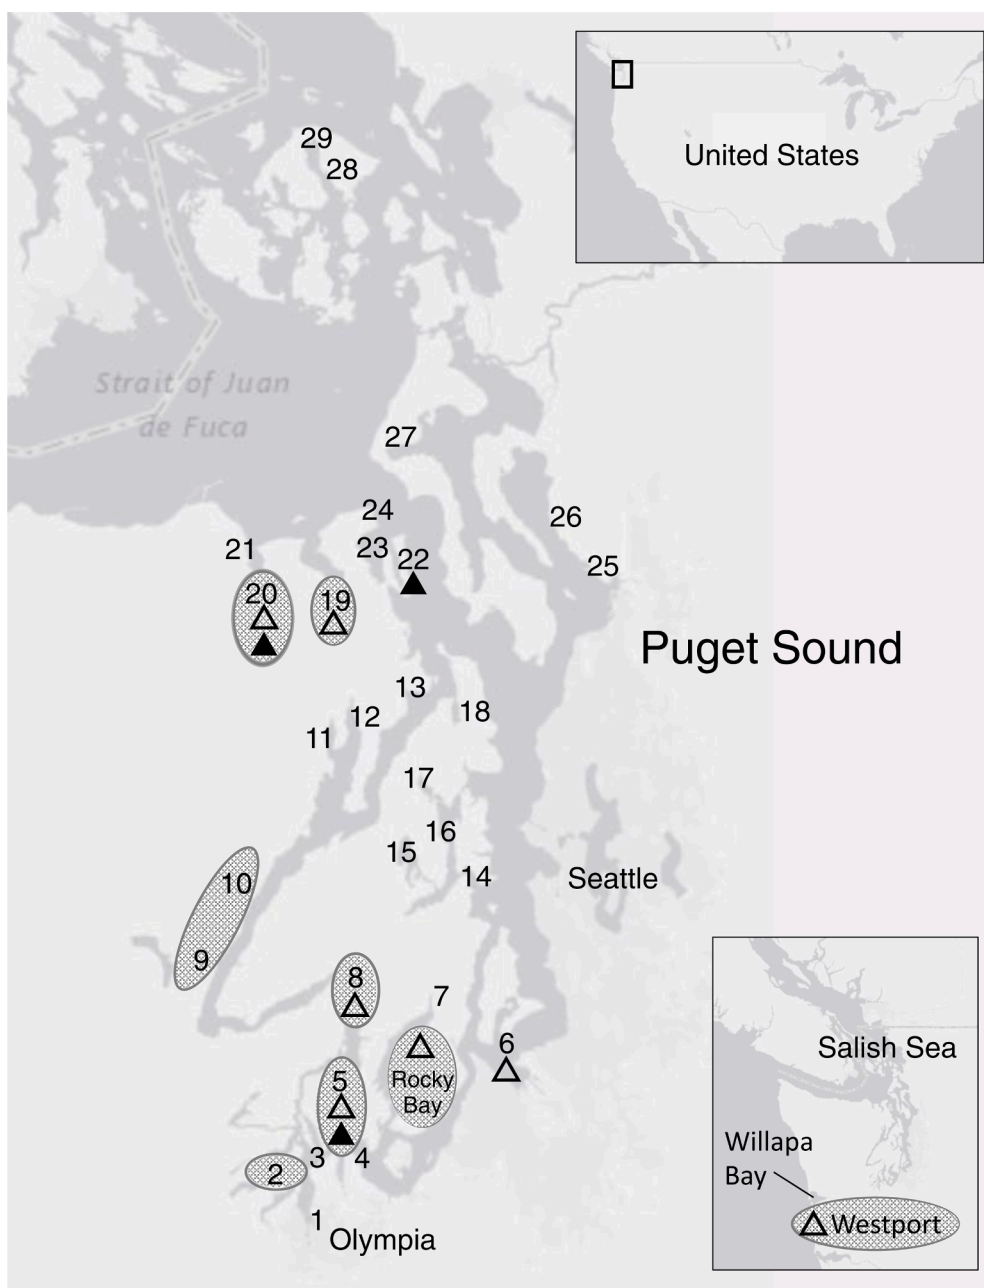 29
28
United States
Strait of Juan
de Fuca
27
24
26
21
23
22
25
20
19
Puget Sound
13
18
12
11
17
16
15
14
Seattle
10
9
8
7
6
Rocky
Bay
5
3
4
2
1
Olympia
Salish Sea
Willapa
Bay
Westport